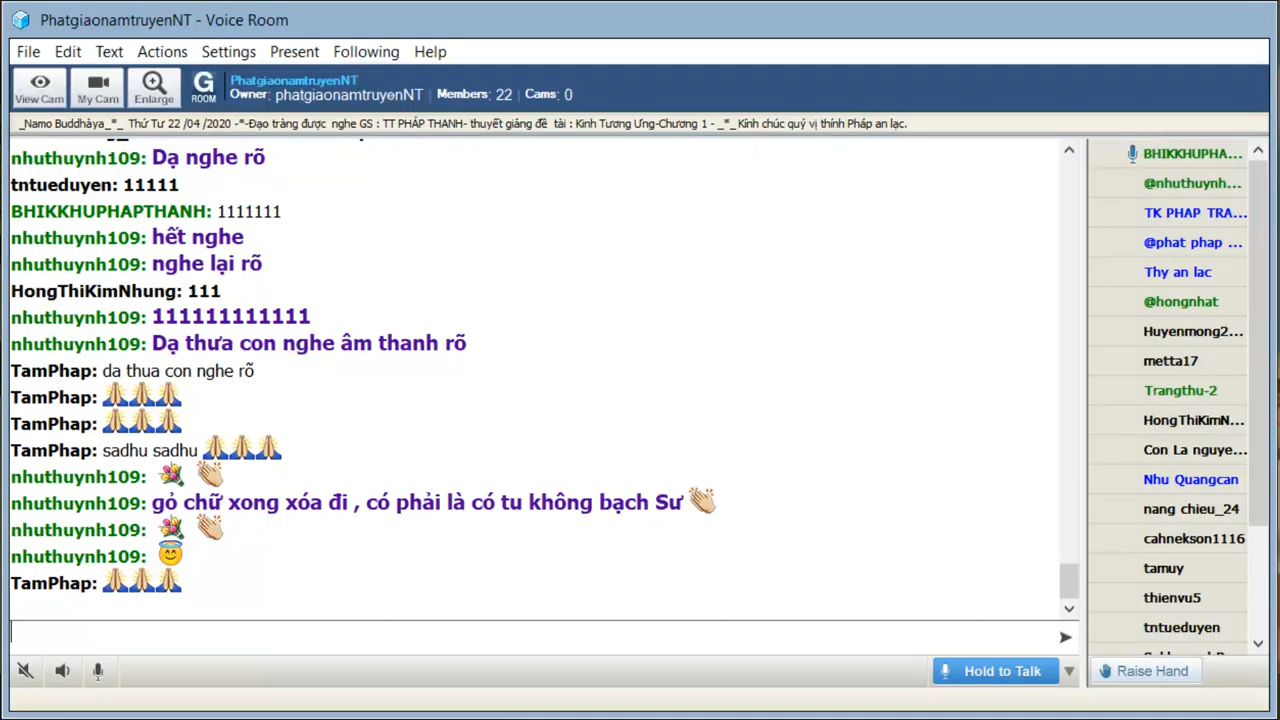 PhatgiaonamtruyenNT - Voice Room
File Edit Text Actions Settings Present Following Help
View Cam My Cam Enlarge G ROOM
PhatgiaonamtruyenNT
Owner: phatgiaonamtruyenNT | Members: 22 | Cams: 0
_Namo Buddhàya_*_ Thứ Tư 22 /04 /2020 -*-Đạo tràng được nghe GS : TT PHÁP THANH- thuyết giảng đề tài : Kinh Tương Ưng-Chương 1 - _*_ Kính chúc quý vị thính Pháp an lạc.
nhuthuynh109: Dạ nghe rõ
tntueduyen: 11111
BHIKKHUPHAPTHANH: 1111111
nhuthuynh109: hết nghe
nhuthuynh109: nghe lại rõ
HongThiKimNhung: 111
nhuthuynh109: 111111111111
nhuthuynh109: Dạ thưa con nghe âm thanh rõ
TamPhap: da thua con nghe rõ
TamPhap: 🙏🙏🙏
TamPhap: 🙏🙏🙏
TamPhap: sadhu sadhu 🙏🙏🙏
nhuthuynh109: 💐 👏
nhuthuynh109: gỏ chữ xong xóa đi , có phải là có tu không bạch Sư 👏
nhuthuynh109: 💐 👏
nhuthuynh109: 😇
TamPhap: 🙏🙏🙏
BHIKKHUPHA...
@nhuthuynh...
TK PHAP TRA...
@phat phap ...
Thy an lac
@hongnhat
Huyenmong2...
metta17
Trangthu-2
HongThiKimN...
Con La nguye...
Nhu Quangcan
nang chieu_24
cahnekson1116
tamuy
thienvu5
tntueduyen
Hold to Talk
Raise Hand